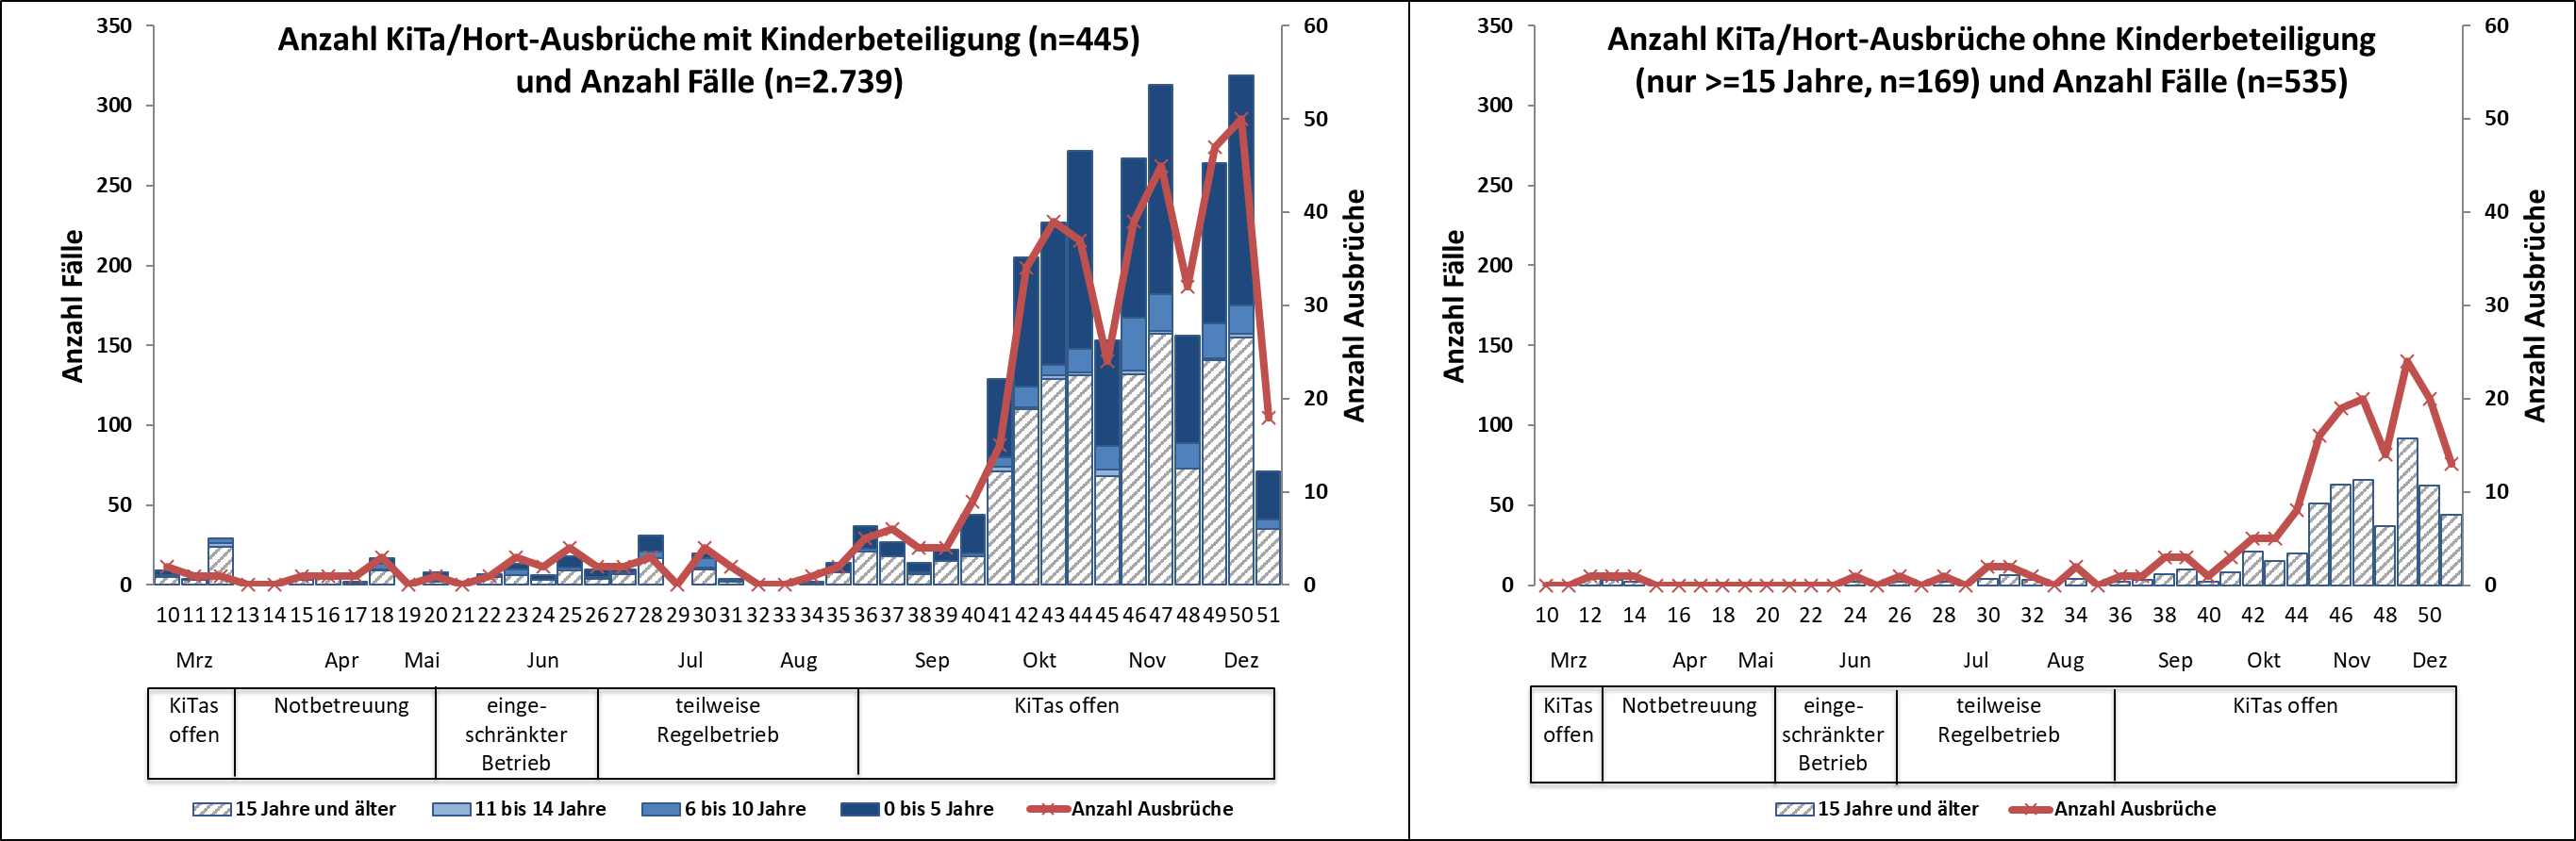 Anzahl KiTa/Hort-Ausbrüche mit Kinderbeteiligung (n=445)
und Anzahl Fälle (n=2.739)
Anzahl Fälle
350
300
250
200
150
100
50
0
60
50
40
30
20
10
0
Anzahl Ausbrüche
10 11 12 13 14 15 16 17 18 19 20 21 22 23 24 25 26 27 28 29 30 31 32 33 34 35 36 37 38 39 40 41 42 43 44 45 46 47 48 49 50 51
Mrz Apr Mai Jun Jul Aug Sep Okt Nov Dez
KiTas
offen
Notbetreuung
einge-
schränkter
Betrieb
teilweise
Regelbetrieb
KiTas offen
15 Jahre und älter 11 bis 14 Jahre 6 bis 10 Jahre 0 bis 5 Jahre Anzahl Ausbrüche
Anzahl KiTa/Hort-Ausbrüche ohne Kinderbeteiligung
(nur >=15 Jahre, n=169) und Anzahl Fälle (n=535)
Anzahl Fälle
350
300
250
200
150
100
50
0
60
50
40
30
20
10
0
Anzahl Ausbrüche
10 12 14 16 18 20 22 24 26 28 30 32 34 36 38 40 42 44 46 48 50
Mrz Apr Mai Jun Jul Aug Sep Okt Nov Dez
KiTas
offen
Notbetreuung
einge-
schränkter
Betrieb
teilweise
Regelbetrieb
KiTas offen
15 Jahre und älter Anzahl Ausbrüche